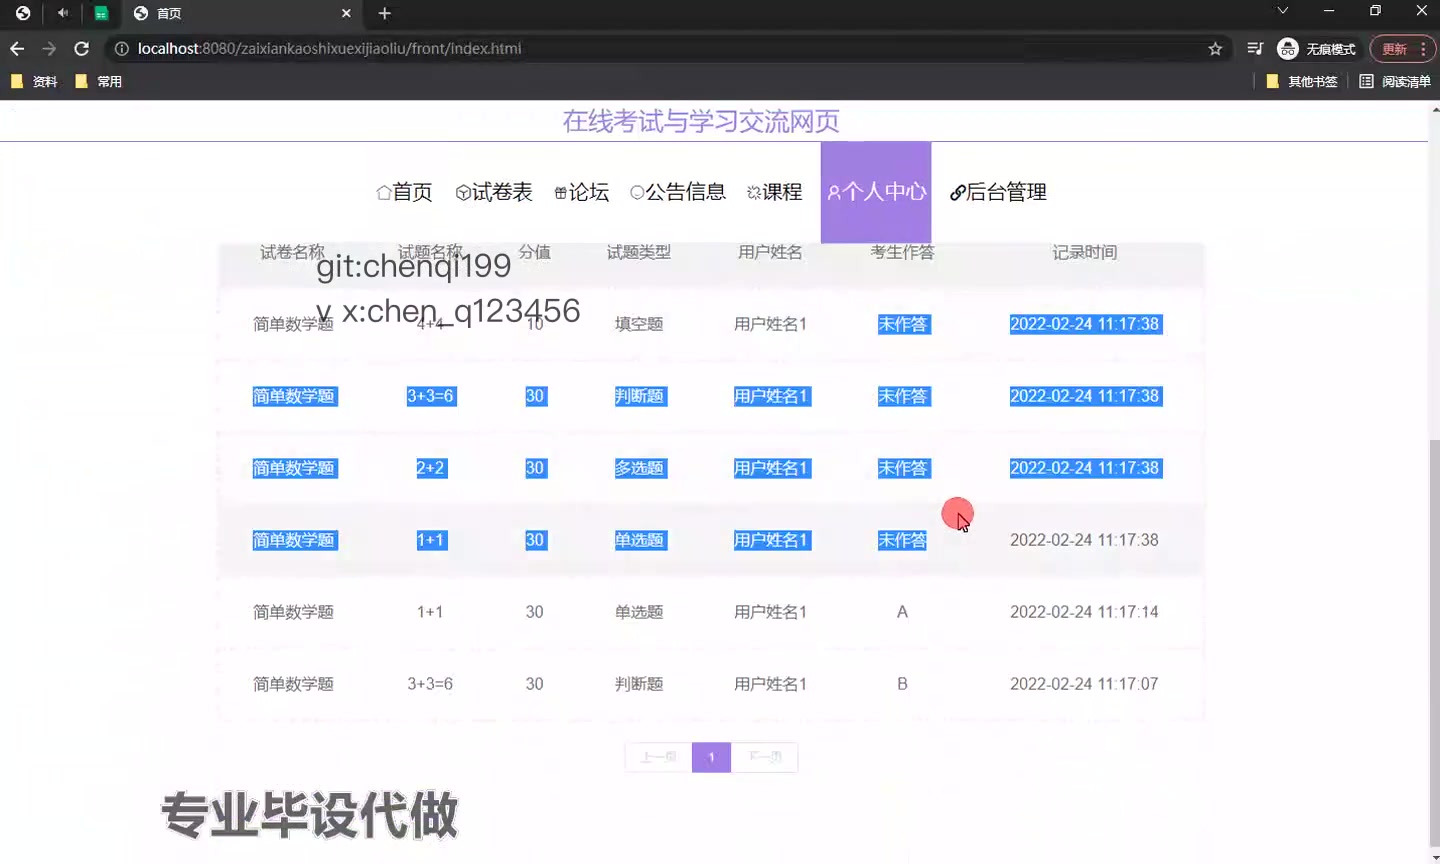 首页
localhost:8080/zaixiankaoshixuexijiaoliu/front/index.html
无痕模式
更新
资料
常用
其他书签
阅读清单
在线考试与学习交流网页
首页 试卷表 论坛 公告信息 课程 个人中心 后台管理
试卷名称 试题名称 分值 试题类型 用户姓名 考生作答 记录时间
git:chenqi199
v x:chen_q123456
简单数学题 4+4 10 填空题 用户姓名1 未作答 2022-02-24 11:17:38
简单数学题 3+3=6 30 判断题 用户姓名1 未作答 2022-02-24 11:17:38
简单数学题 2+2 30 多选题 用户姓名1 未作答 2022-02-24 11:17:38
简单数学题 1+1 30 单选题 用户姓名1 未作答 2022-02-24 11:17:38
简单数学题 1+1 30 单选题 用户姓名1 A 2022-02-24 11:17:14
简单数学题 3+3=6 30 判断题 用户姓名1 B 2022-02-24 11:17:07
上一页 1 下一页
专业毕设代做